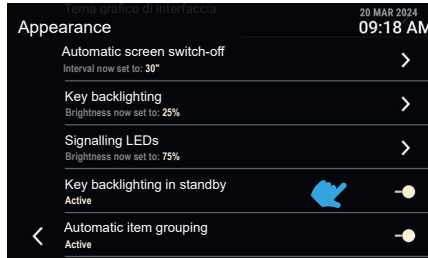 Tema grafico di interfaccia
20 MAR 2024
Appearance
09:18 AM
Automatic screen switch-off
Interval now set to: 30"
Key backlighting
Brightness now set to: 25%
Signalling LEDs
Brightness now set to: 75%
Key backlighting in standby
Active
Automatic item grouping
Active